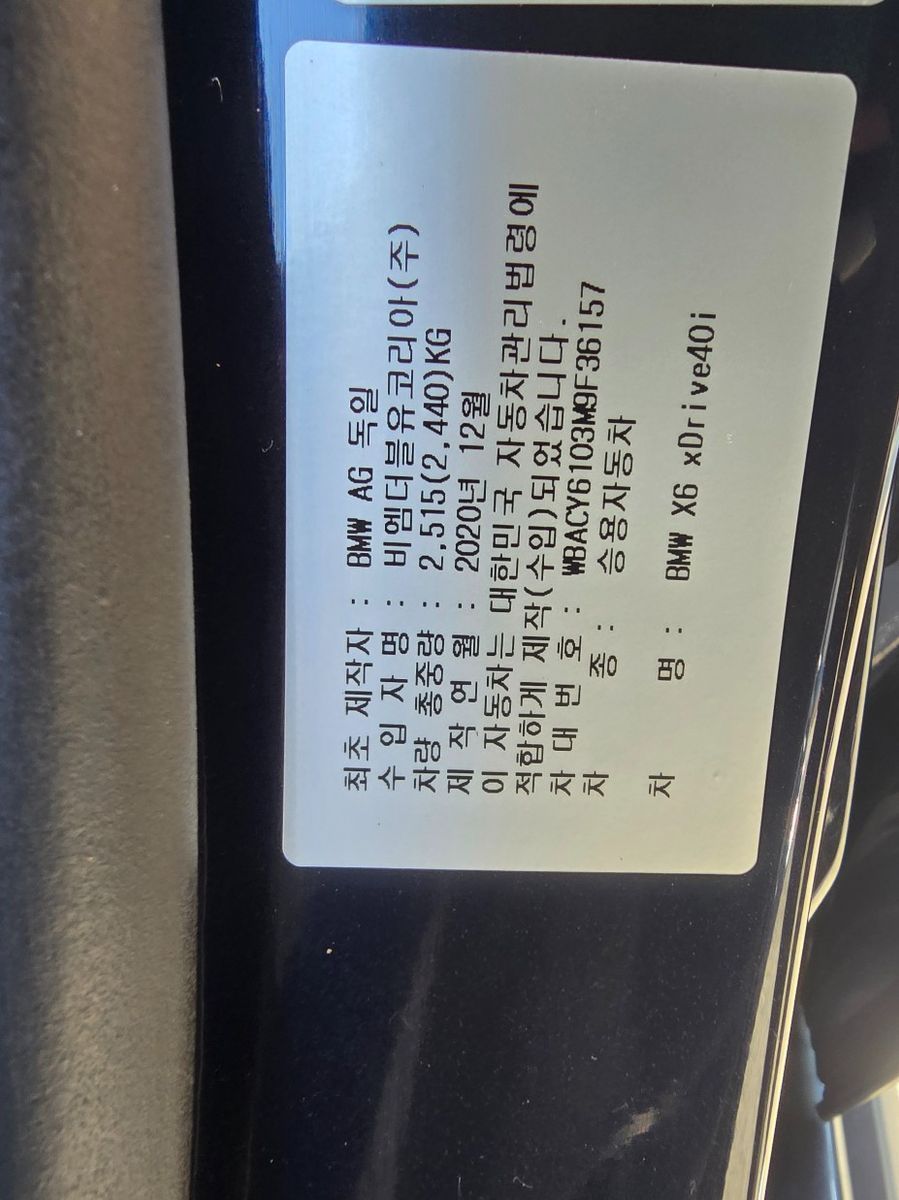 최초 제작자 : BMW AG 독일
수 입 자 명 : 비엠더블유코리아(주)
차량 총중량 : 2,515(2,440)KG
제 작 연 월 : 2020년 12월
이 자동차는 대한민국 자동차관리법령에
적합하게 제작(수입)되었습니다.
차 대 번 호 : WBACY6103M9F36157
차 종 : 승용자동차
차 명 : BMW X6 xDrive40i